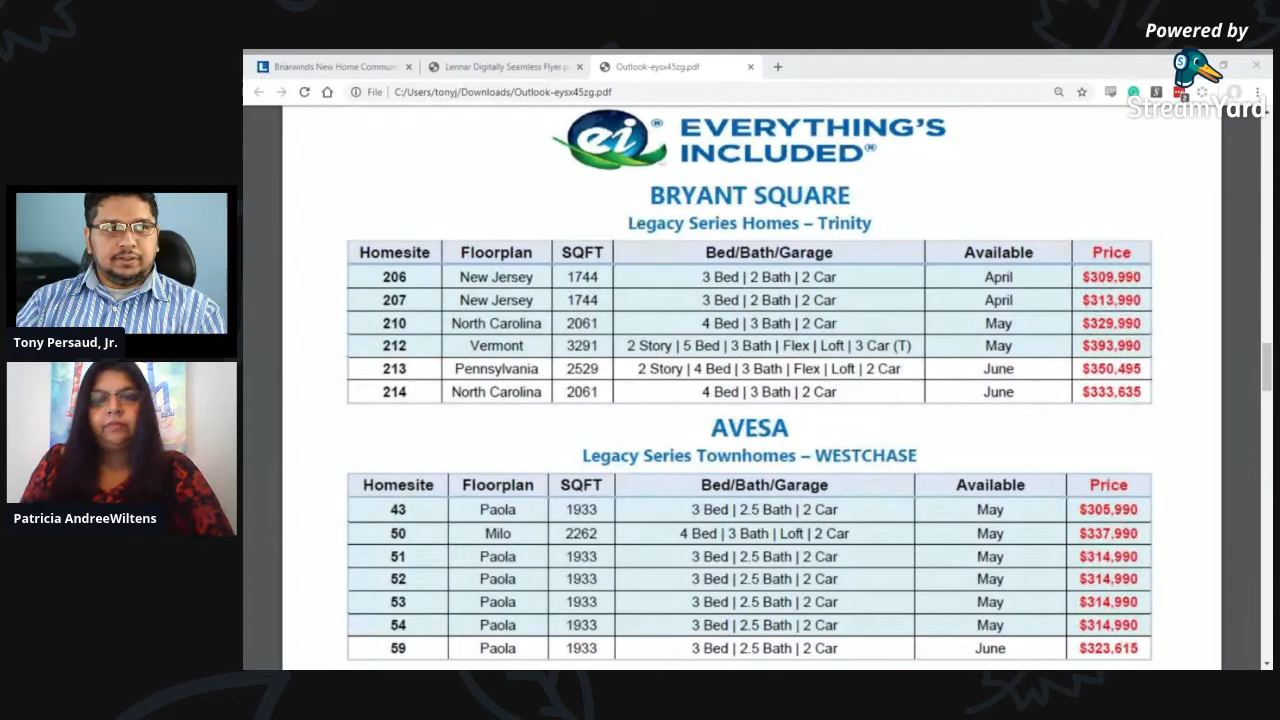 Powered by
StreamYard
Briarwinds New Home Commun
Lennar Digitally Seamless Flyer.p
Outlook-eysx45zg.pdf
File | C:/Users/tonyj/Downloads/Outlook-eysx45zg.pdf
ei® EVERYTHING'S
INCLUDED®
BRYANT SQUARE
Legacy Series Homes – Trinity
Homesite Floorplan SQFT Bed/Bath/Garage Available Price
206 New Jersey 1744 3 Bed | 2 Bath | 2 Car April $309,990
207 New Jersey 1744 3 Bed | 2 Bath | 2 Car April $313,990
210 North Carolina 2061 4 Bed | 3 Bath | 2 Car May $329,990
212 Vermont 3291 2 Story | 5 Bed | 3 Bath | Flex | Loft | 3 Car (T) May $393,990
213 Pennsylvania 2529 2 Story | 4 Bed | 3 Bath | Flex | Loft | 2 Car June $350,495
214 North Carolina 2061 4 Bed | 3 Bath | 2 Car June $333,635
AVESA
Legacy Series Townhomes – WESTCHASE
Homesite Floorplan SQFT Bed/Bath/Garage Available Price
43 Paola 1933 3 Bed | 2.5 Bath | 2 Car May $305,990
50 Milo 2262 4 Bed | 3 Bath | Loft | 2 Car May $337,990
51 Paola 1933 3 Bed | 2.5 Bath | 2 Car May $314,990
52 Paola 1933 3 Bed | 2.5 Bath | 2 Car May $314,990
53 Paola 1933 3 Bed | 2.5 Bath | 2 Car May $314,990
54 Paola 1933 3 Bed | 2.5 Bath | 2 Car May $314,990
59 Paola 1933 3 Bed | 2.5 Bath | 2 Car June $323,615
Tony Persaud, Jr.
Patricia AndreeWiltens